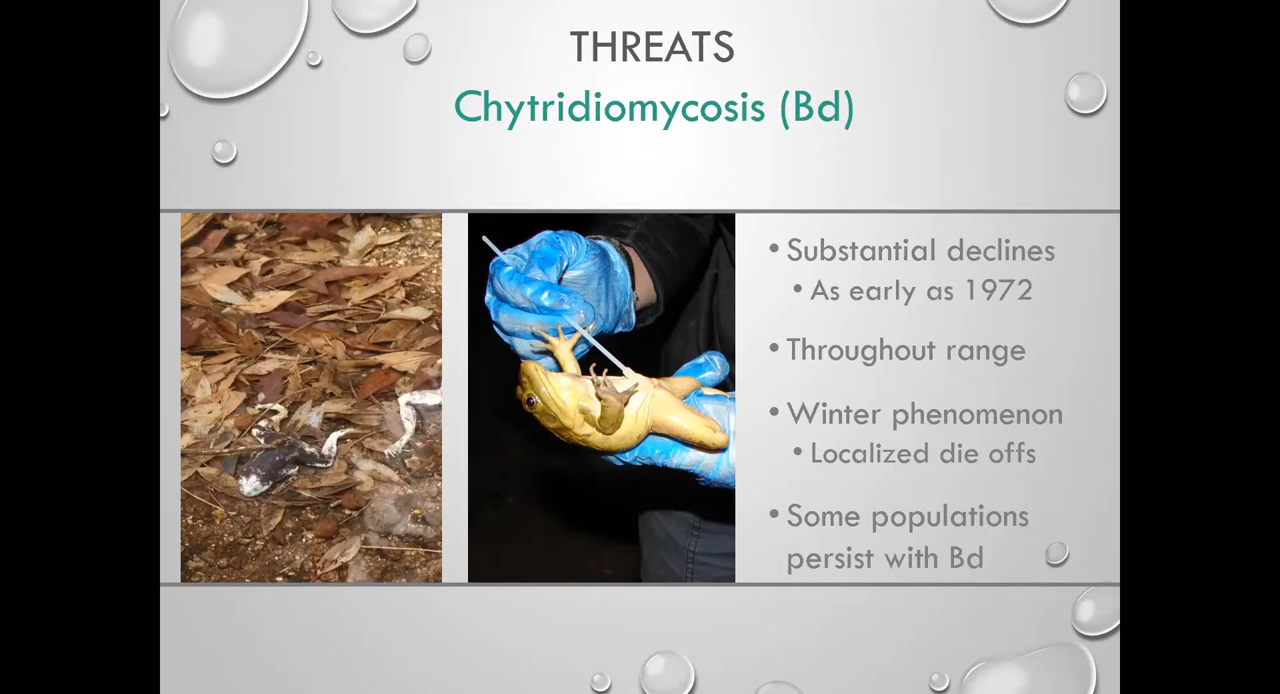 THREATS
Chytridiomycosis (Bd)
• Substantial declines
• As early as 1972
• Throughout range
• Winter phenomenon
• Localized die offs
• Some populations
persist with Bd